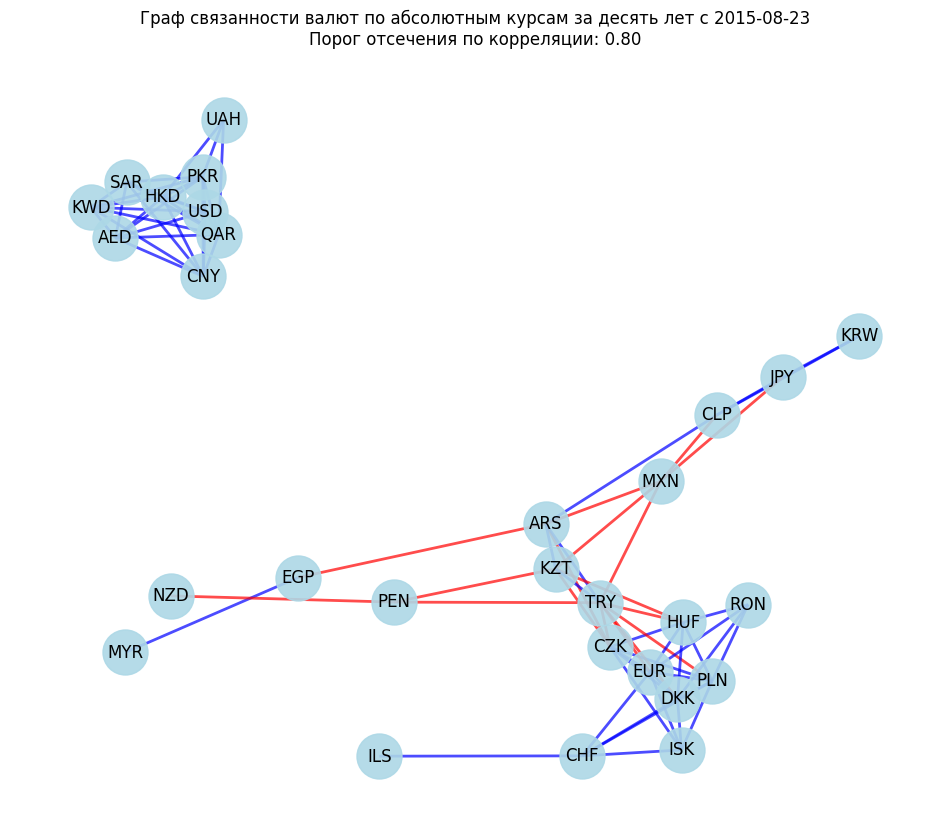 Граф связанности валют по абсолютным курсам за десять лет с 2015-08-23
Порог отсечения по корреляции: 0.80
UAH
PKR
SAR
HKD
KWD
USD
AED
QAR
CNY
KRW
JPY
CLP
MXN
ARS
KZT
EGP
NZD
PEN
TRY
RON
HUF
MYR
CZK
EUR
PLN
DKK
ILS
CHF
ISK